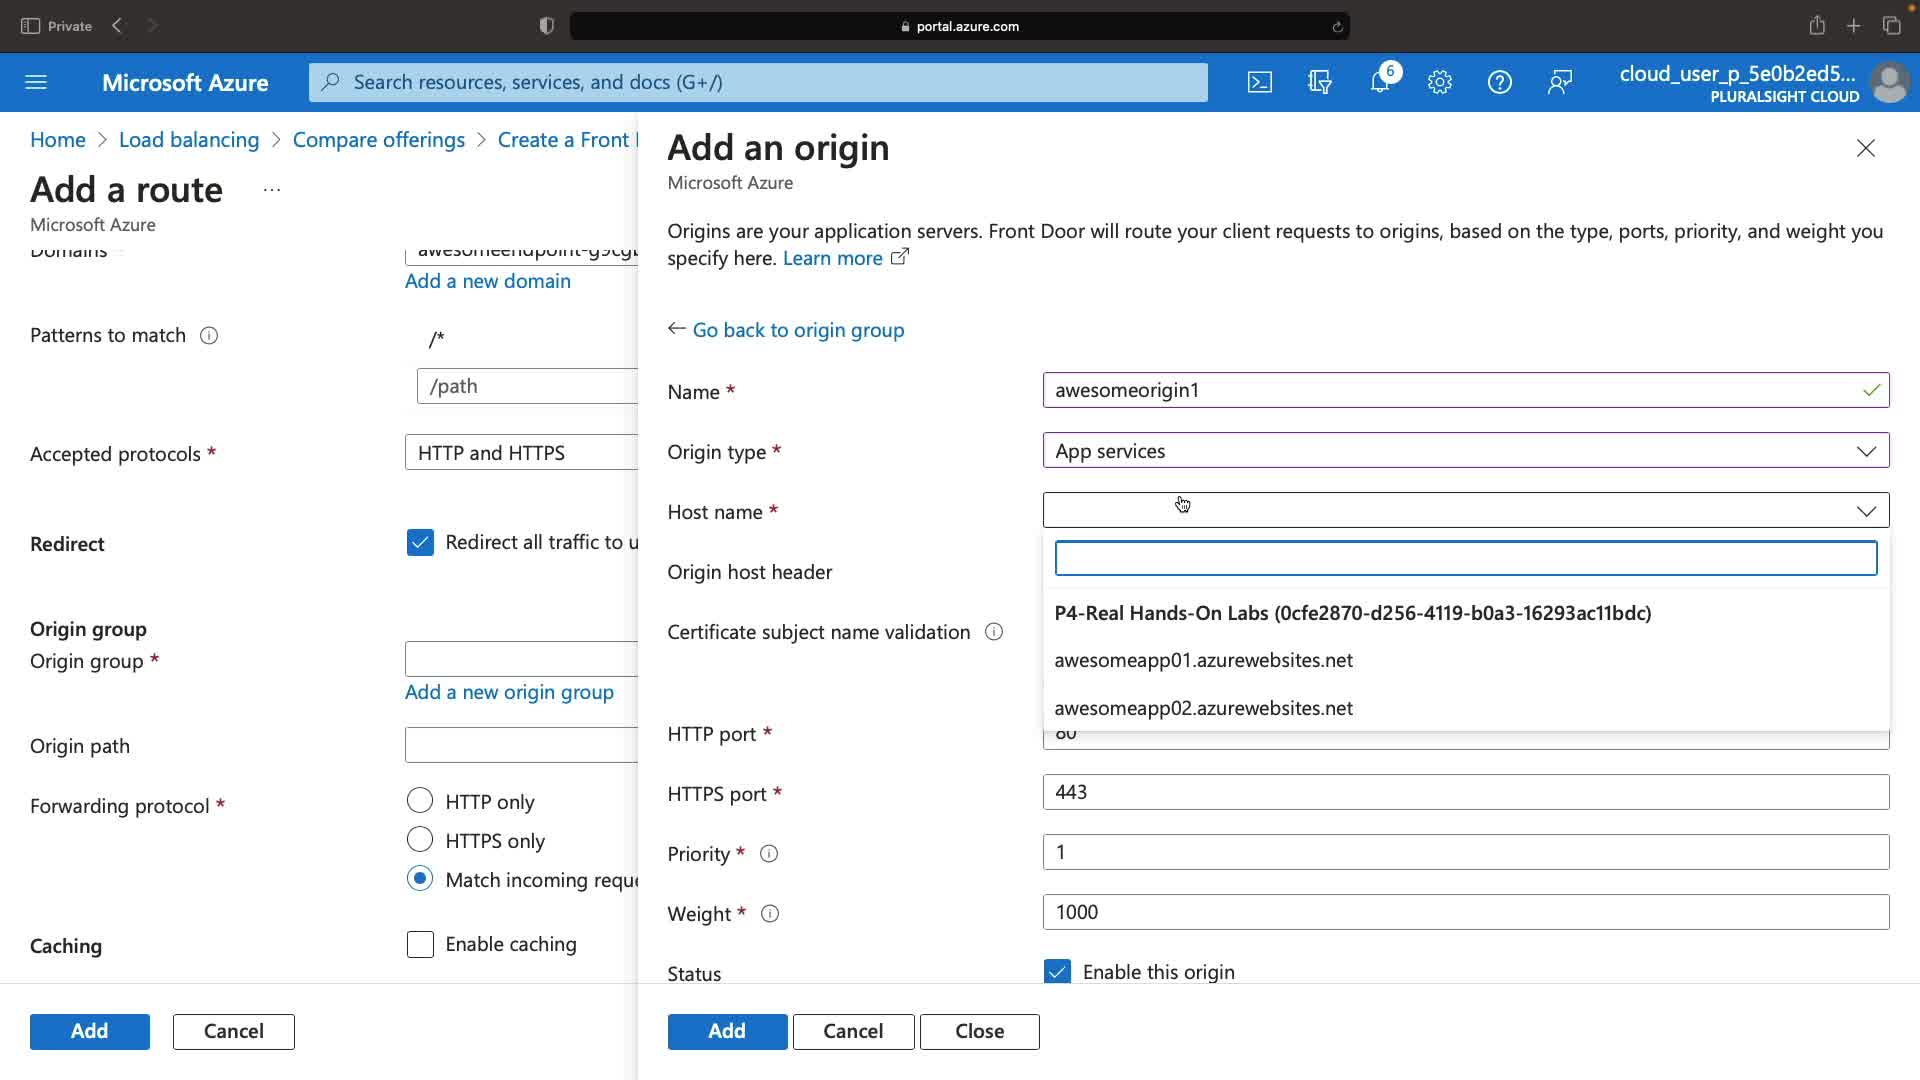 Private
portal.azure.com
Microsoft Azure
Search resources, services, and docs (G+/)
6
cloud_user_p_5e0b2ed5...
PLURALSIGHT CLOUD
Home > Load balancing > Compare offerings > Create a Front
Add a route ...
Microsoft Azure
Domains
awesomeendpoint-g9cgb
Add a new domain
Patterns to match
/*
/path
Accepted protocols *
HTTP and HTTPS
Redirect
Redirect all traffic to u
Origin group
Origin group *
Add a new origin group
Origin path
Forwarding protocol *
HTTP only
HTTPS only
Match incoming reque
Caching
Enable caching
Add
Cancel
Add an origin
Microsoft Azure
Origins are your application servers. Front Door will route your client requests to origins, based on the type, ports, priority, and weight you
specify here. Learn more
Go back to origin group
Name *
awesomeorigin1
Origin type *
App services
Host name *
Origin host header
Certificate subject name validation
P4-Real Hands-On Labs (0cfe2870-d256-4119-b0a3-16293ac11bdc)
awesomeapp01.azurewebsites.net
awesomeapp02.azurewebsites.net
HTTP port *
80
HTTPS port *
443
Priority *
1
Weight *
1000
Status
Enable this origin
Add
Cancel
Close